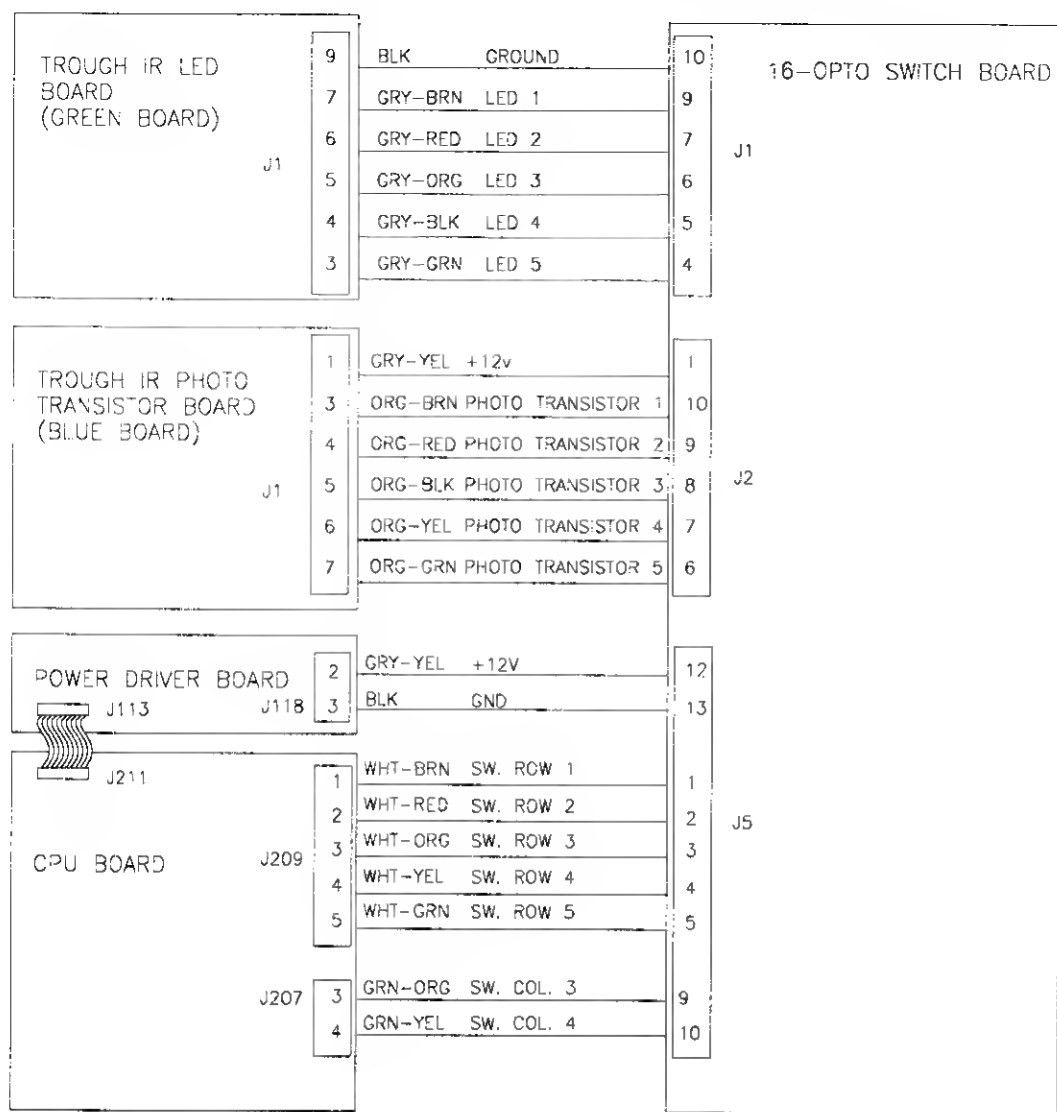 TROUGH IR LED
BOARD
(GREEN BOARD)
J1
9 BLK GROUND 10
7 GRY-BRN LED 1 9
6 GRY-RED LED 2 7
5 GRY-ORG LED 3 6
4 GRY-BLK LED 4 5
3 GRY-GRN LED 5 4
J1
16-OPTO SWITCH BOARD
TROUGH IR PHOTO
TRANSISTOR BOARD
(BLUE BOARD)
J1
1 GRY-YEL +12v 1
3 ORG-BRN PHOTO TRANSISTOR 1 10
4 ORG-RED PHOTO TRANSISTOR 2 9
5 ORG-BLK PHOTO TRANSISTOR 3 8
6 ORG-YEL PHOTO TRANSISTOR 4 7
7 ORG-GRN PHOTO TRANSISTOR 5 6
J2
POWER DRIVER BOARD
J113
J118
2 GRY-YEL +12V 12
3 BLK GND 13
J211
CPU BOARD
J209
1 WHT-BRN SW. ROW 1 1
2 WHT-RED SW. ROW 2 2
3 WHT-ORG SW. ROW 3 3
4 WHT-YEL SW. ROW 4 4
5 WHT-GRN SW. ROW 5 5
J5
J207
3 GRN-ORG SW. COL. 3 9
4 GRN-YEL SW. COL. 4 10